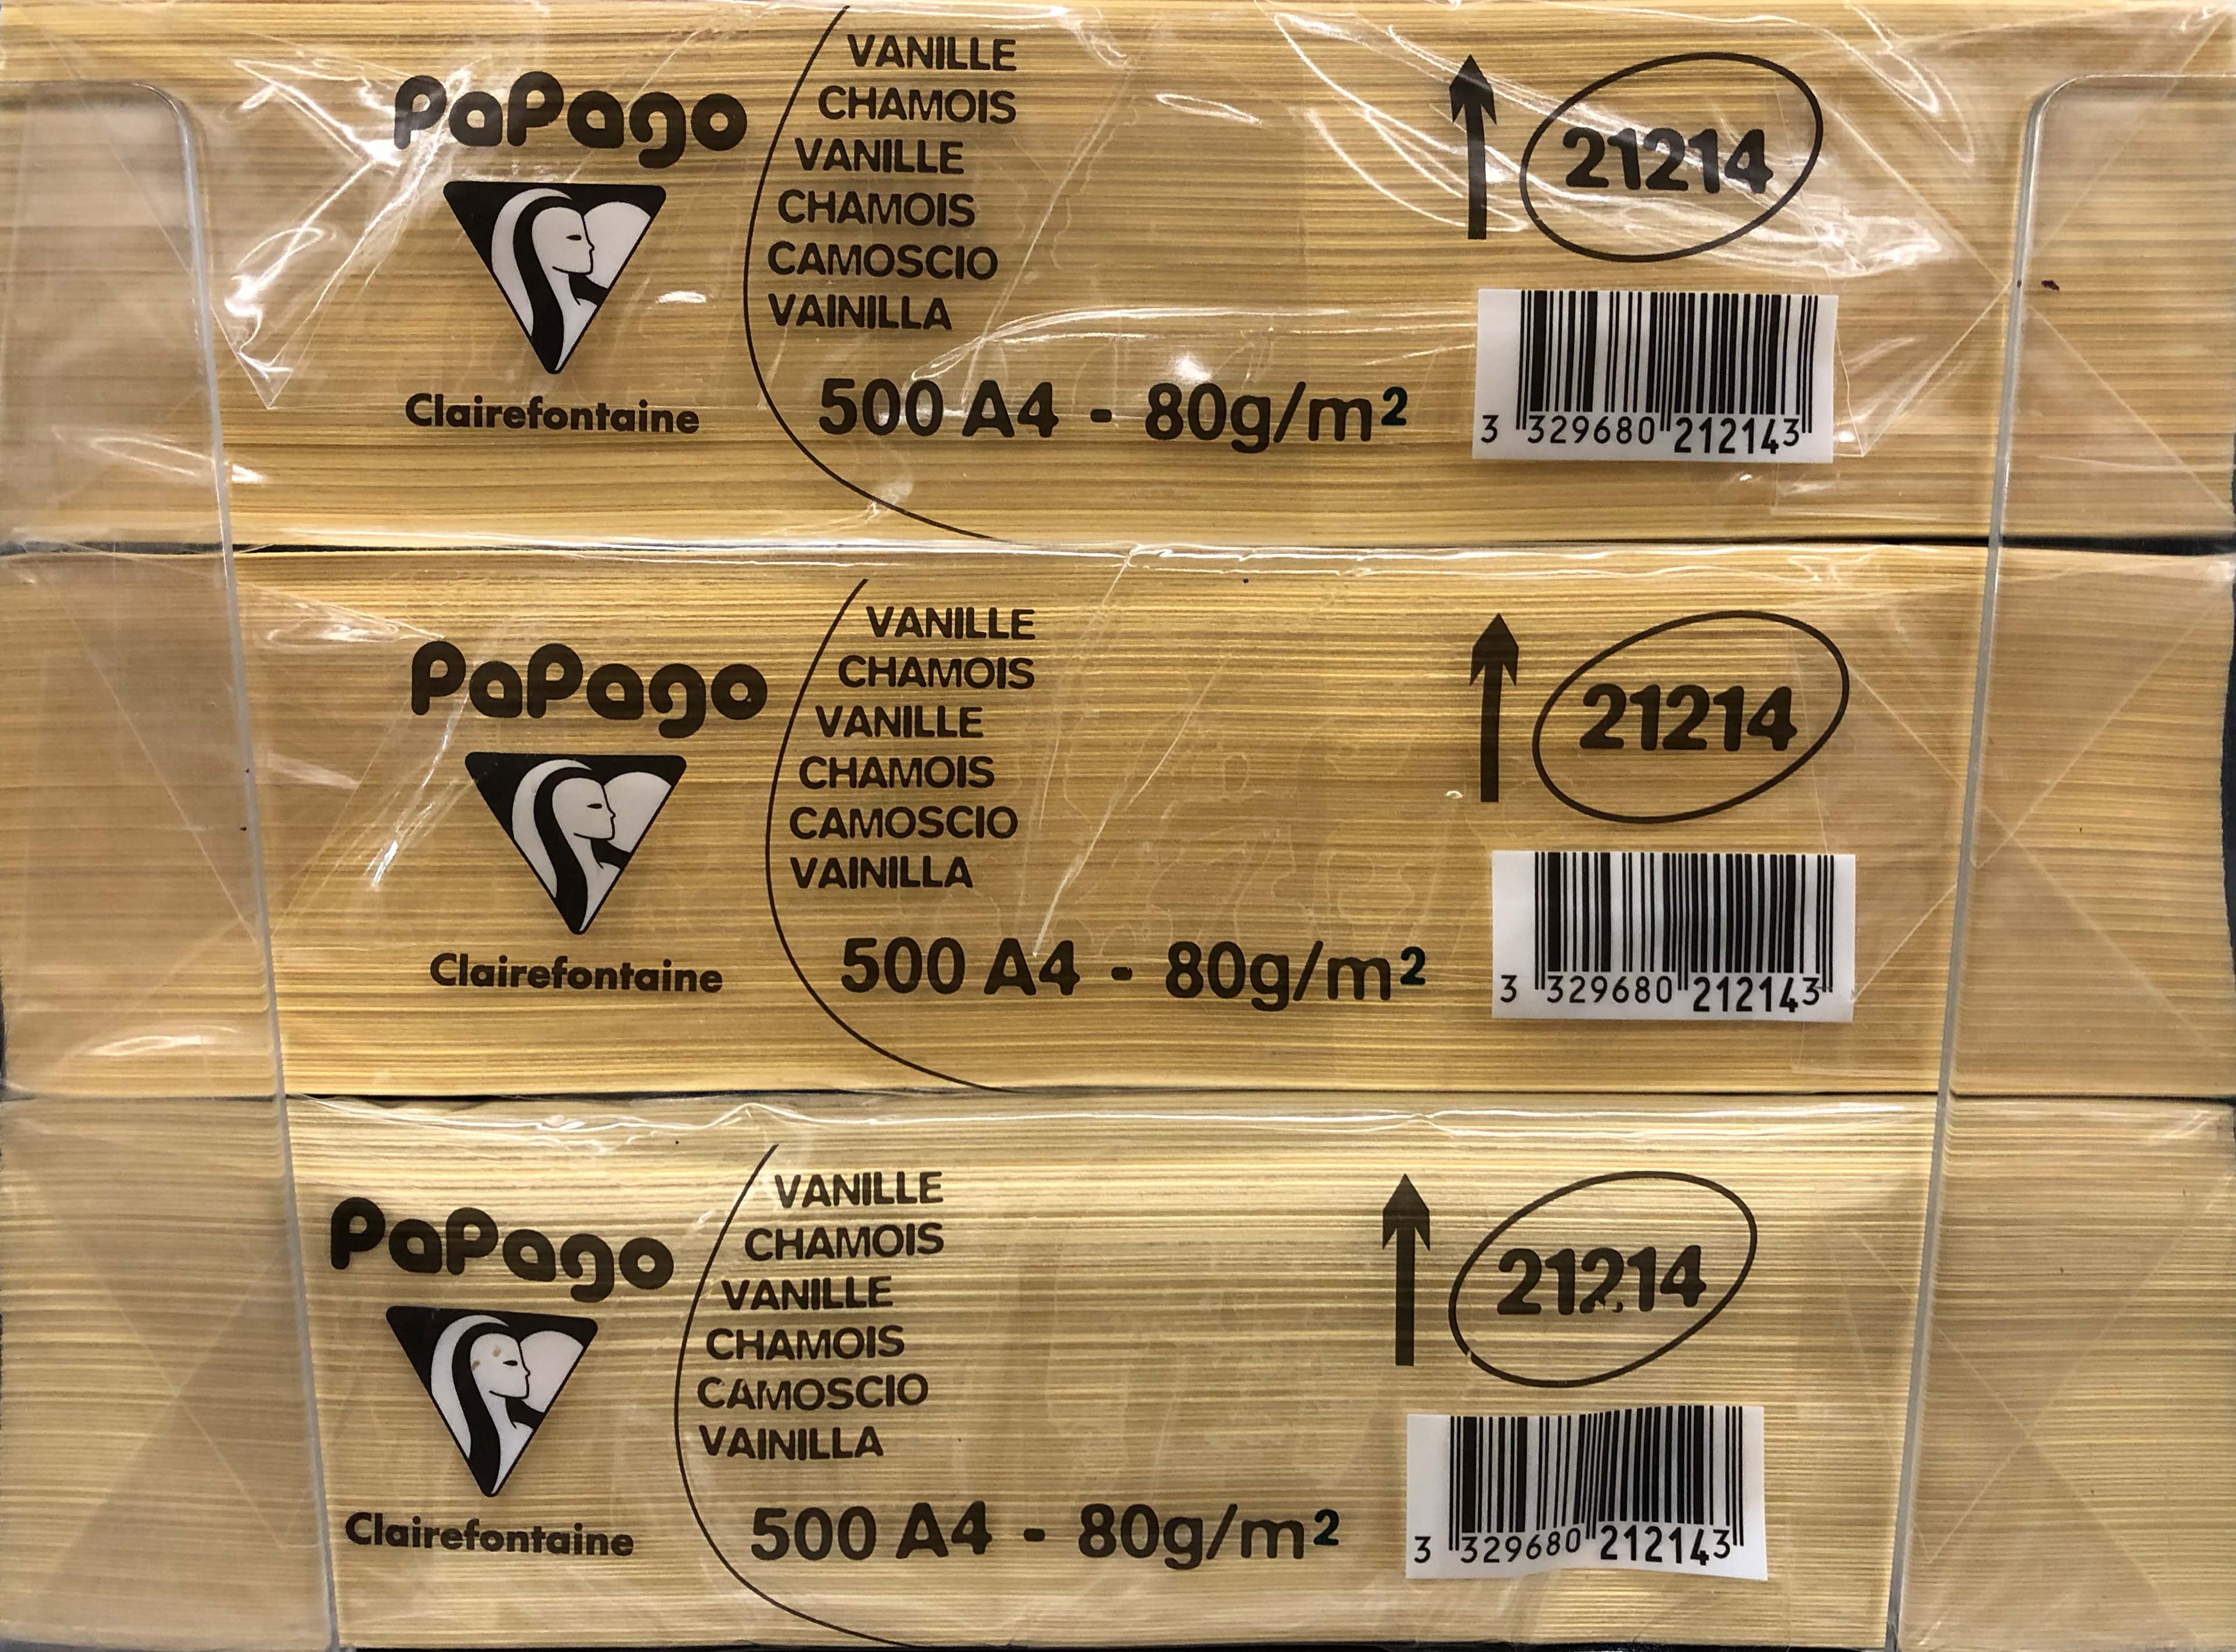 PaPago
Clairefontaine
VANILLE
CHAMOIS
VANILLE
CHAMOIS
CAMOSCIO
VAINILLA
500 A4 - 80g/m²
21214
3 329680 212143
PaPago
Clairefontaine
VANILLE
CHAMOIS
VANILLE
CHAMOIS
CAMOSCIO
VAINILLA
500 A4 - 80g/m²
21214
3 329680 212143
PaPago
Clairefontaine
VANILLE
CHAMOIS
VANILLE
CHAMOIS
CAMOSCIO
VAINILLA
500 A4 - 80g/m²
21214
3 329680 212143